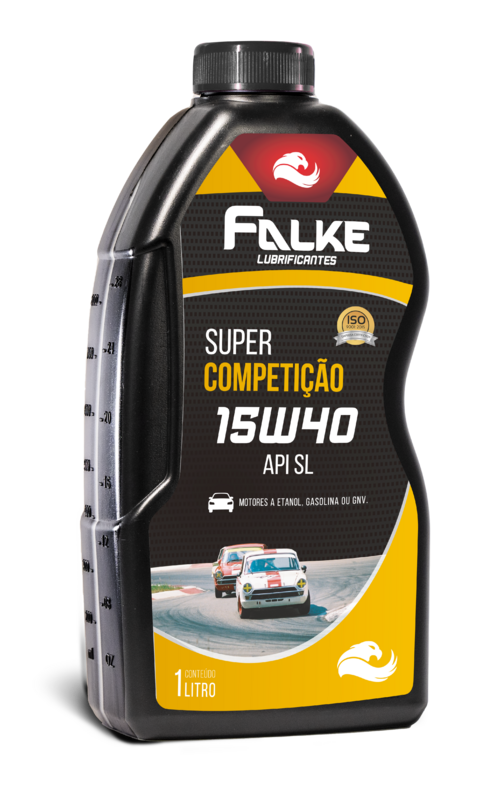 FALKE
LUBRIFICANTES
ISO
SUPER
COMPETIÇÃO
15W40
API SL
MOTORES A ETANOL, GASOLINA OU GNV.
CONTEÚDO
1 LITRO